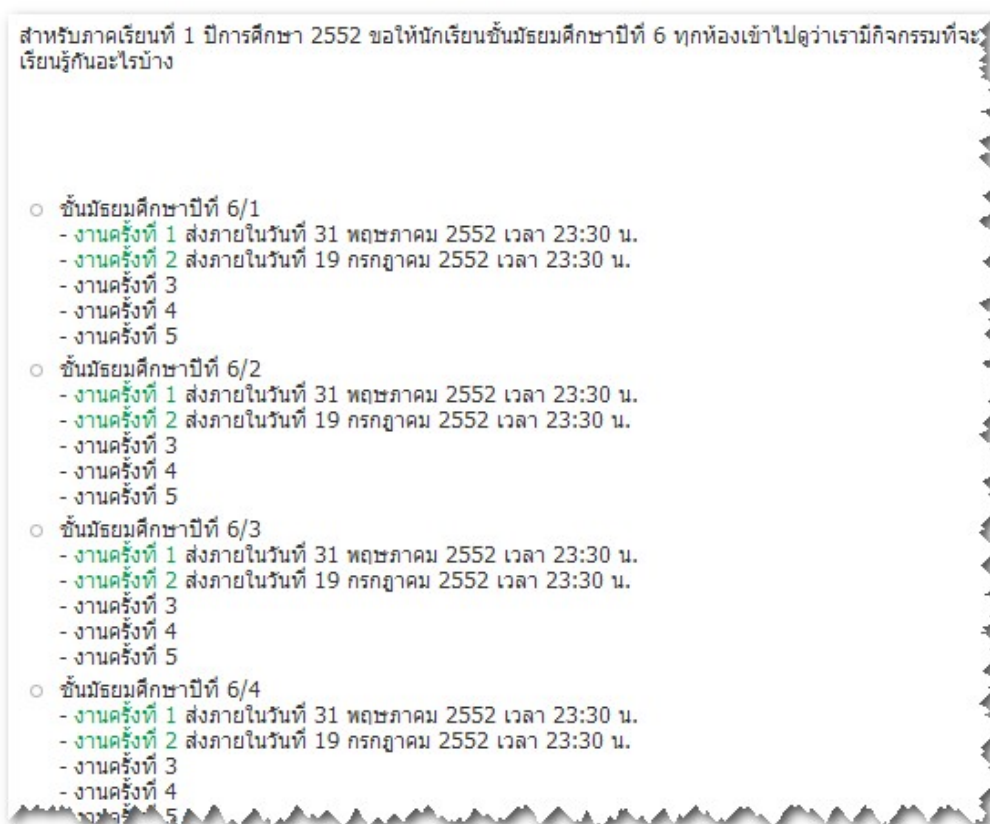 สำหรับภาคเรียนที่ 1 ปีการศึกษา 2552 ขอให้นักเรียนชั้นมัธยมศึกษาปีที่ 6 ทุกห้องเข้าไปดูว่าเรามีกิจกรรมที่จะ
เรียนรู้กันอะไรบ้าง
ชั้นมัธยมศึกษาปีที่ 6/1
- งานครั้งที่ 1 ส่งภายในวันที่ 31 พฤษภาคม 2552 เวลา 23:30 น.
- งานครั้งที่ 2 ส่งภายในวันที่ 19 กรกฎาคม 2552 เวลา 23:30 น.
- งานครั้งที่ 3
- งานครั้งที่ 4
- งานครั้งที่ 5
ชั้นมัธยมศึกษาปีที่ 6/2
- งานครั้งที่ 1 ส่งภายในวันที่ 31 พฤษภาคม 2552 เวลา 23:30 น.
- งานครั้งที่ 2 ส่งภายในวันที่ 19 กรกฎาคม 2552 เวลา 23:30 น.
- งานครั้งที่ 3
- งานครั้งที่ 4
- งานครั้งที่ 5
ชั้นมัธยมศึกษาปีที่ 6/3
- งานครั้งที่ 1 ส่งภายในวันที่ 31 พฤษภาคม 2552 เวลา 23:30 น.
- งานครั้งที่ 2 ส่งภายในวันที่ 19 กรกฎาคม 2552 เวลา 23:30 น.
- งานครั้งที่ 3
- งานครั้งที่ 4
- งานครั้งที่ 5
ชั้นมัธยมศึกษาปีที่ 6/4
- งานครั้งที่ 1 ส่งภายในวันที่ 31 พฤษภาคม 2552 เวลา 23:30 น.
- งานครั้งที่ 2 ส่งภายในวันที่ 19 กรกฎาคม 2552 เวลา 23:30 น.
- งานครั้งที่ 3
- งานครั้งที่ 4
5